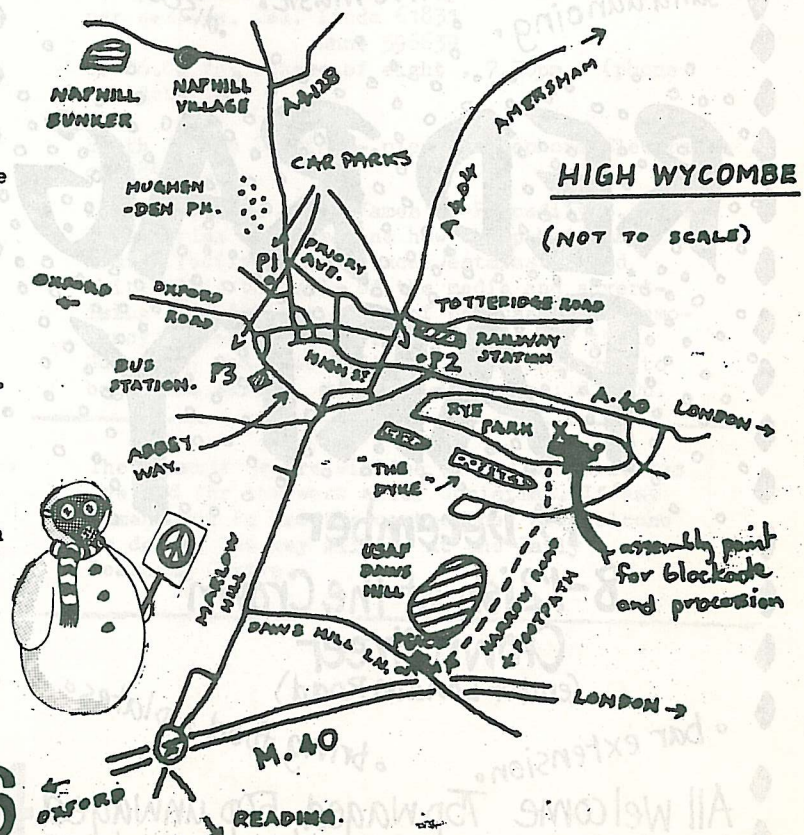 NAPHILL
BUNKER
NAPHILL
VILLAGE
A4128
AMERSHAM
A404
CAR PARKS
HIGH WYCOMBE
(NOT TO SCALE)
HUGHEN
-DEN PK.
P1
PRIORY
AVE.
OXFORD
←
OXFORD
ROAD
TOTTERIDGE ROAD
RAILWAY
STATION
HIGH ST
P2
BUS
STATION.
P3
A.40
LONDON →
RYE
PARK
X
ABBEY
WAY.
"THE
DYKE"
MARLOW
HILL
USAF
DAWS
HILL
assembly point
for blockade
and procession
NARROW ROAD
X FOOTPATH
DAWS HILL LN.
LONDON →
M.40
←
OXFORD
READING.
December
bar extension.
All welcome